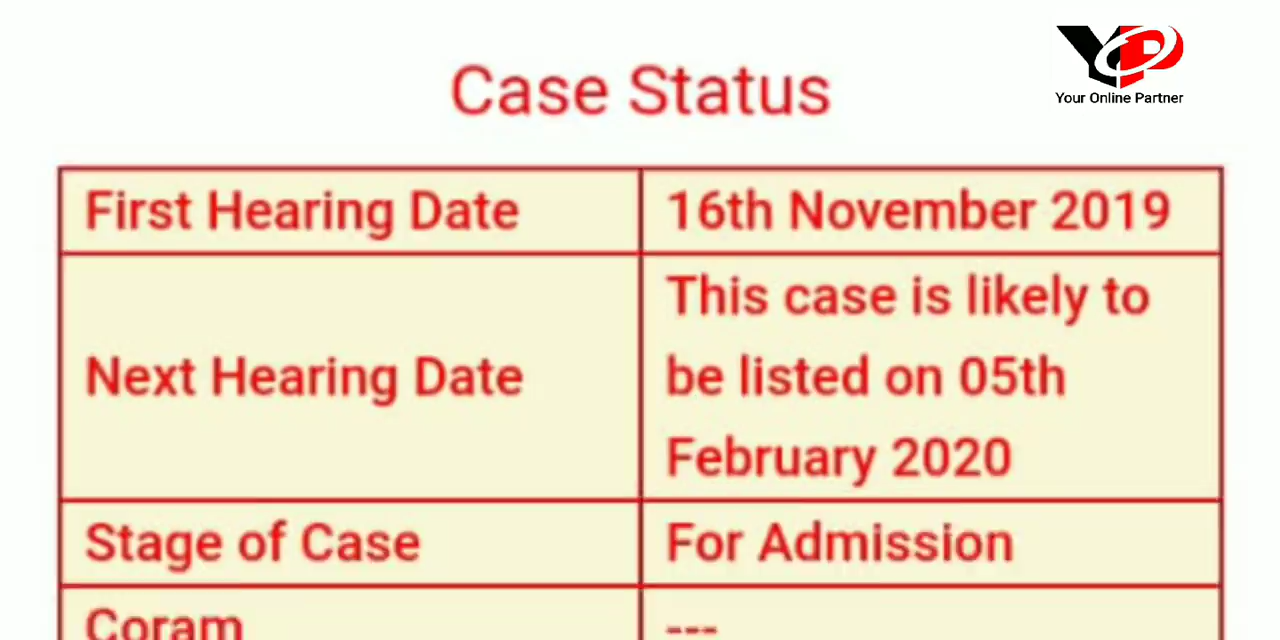 YP
Your Online Partner
Case Status
First Hearing Date
16th November 2019
Next Hearing Date
This case is likely to
be listed on 05th
February 2020
Stage of Case
For Admission
Coram
---